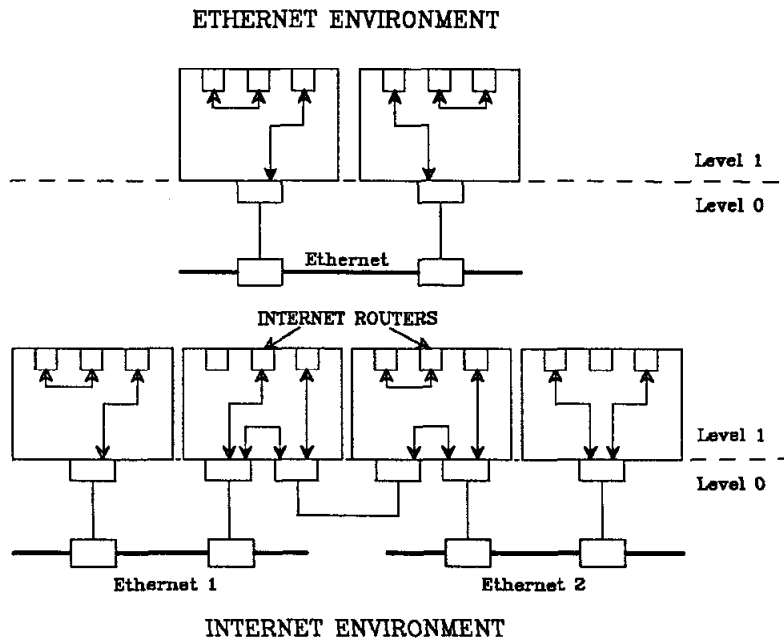 ETHERNET ENVIRONMENT
Level 1
Level 0
Ethernet
INTERNET ROUTERS
Level 1
Level 0
Ethernet 1
Ethernet 2
INTERNET ENVIRONMENT